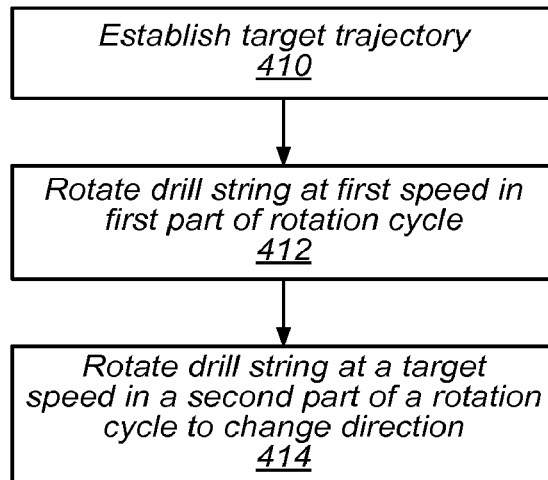 Establish target trajectory
410
Rotate drill string at first speed in
first part of rotation cycle
412
Rotate drill string at a target
speed in a second part of a rotation
cycle to change direction
414